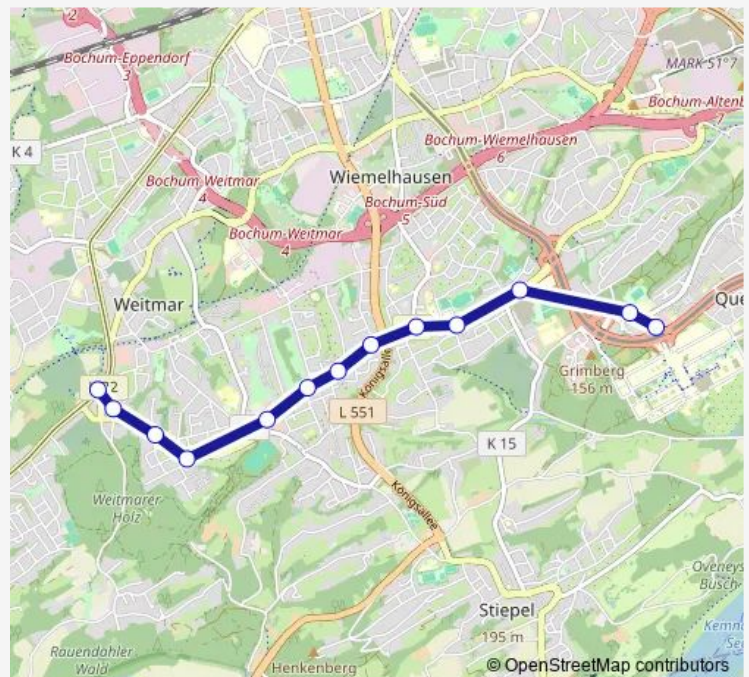 2
Bochum-Eppendorf
3
MARK 51°7
Bochum-Altenb
7
K 4
Bochum-Wiemelhausen
6
Wiemelhausen
Bochum-Weitmar
4
Bochum-Süd
5
Bochum-Weitmar
4
Weitmar
Que
Grimberg
156 m
Königsallee
L 551
K 15
Weitmarer
Holz
Königsallee
Oveneys
Busch
Stiepel
195 m
Kemna
Se
Rauendahler
Wald
Henkenberg
© OpenStreetMap contributors